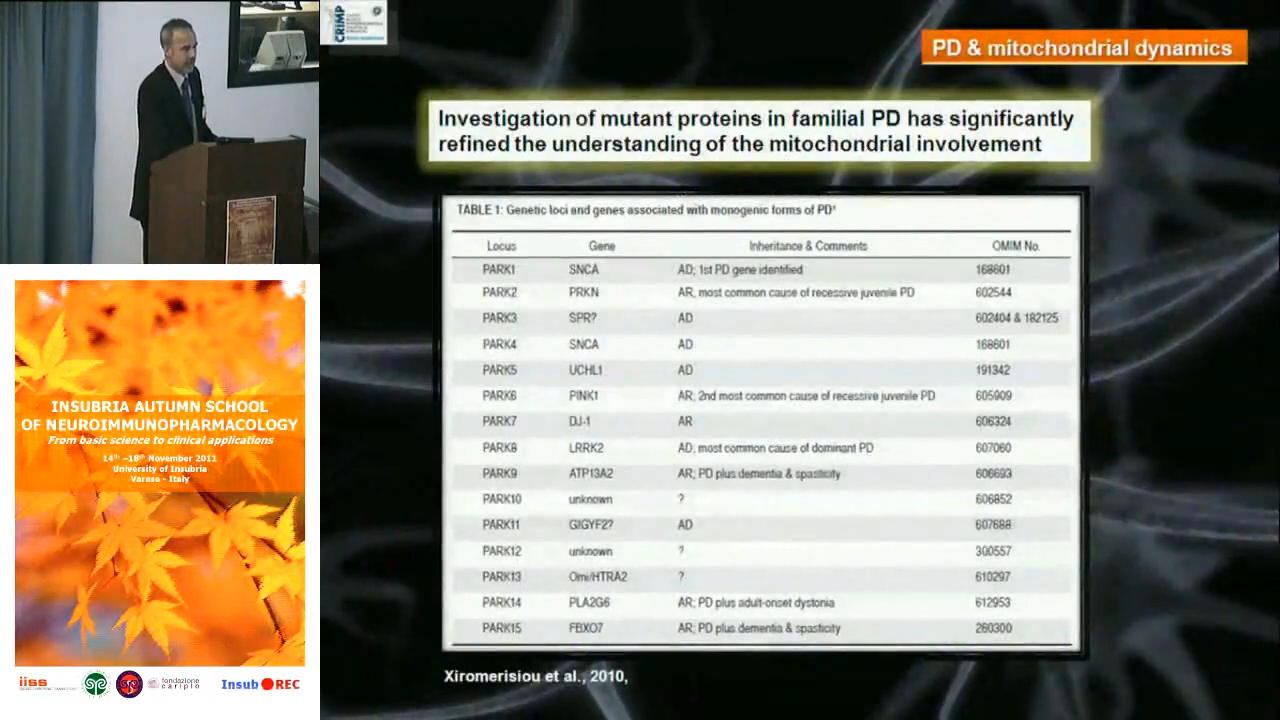 CRIMP
PD & mitochondrial dynamics
Investigation of mutant proteins in familial PD has significantly
refined the understanding of the mitochondrial involvement
TABLE 1: Genetic loci and genes associated with monogenic forms of PD*
Locus Gene Inheritance & Comments OMIM No.
PARK1 SNCA AD; 1st PD gene identified 168601
PARK2 PRKN AR, most common cause of recessive juvenile PD 602544
PARK3 SPR? AD 602404 & 182125
PARK4 SNCA AD 168601
PARK5 UCHL1 AD 191342
PARK6 PINK1 AR; 2nd most common cause of recessive juvenile PD 605909
PARK7 DJ-1 AR 606324
PARK8 LRRK2 AD; most common cause of dominant PD 607060
PARK9 ATP13A2 AR; PD plus dementia & spasticity 606693
PARK10 unknown ? 606852
PARK11 GIGYF2? AD 607688
PARK12 unknown ? 300557
PARK13 Omi/HTRA2 ? 610297
PARK14 PLA2G6 AR; PD plus adult-onset dystonia 612953
PARK15 FBXO7 AR; PD plus dementia & spasticity 260300
Xiromerisiou et al., 2010,
INSUBRIA AUTUMN SCHOOL
OF NEUROIMMUNOPHARMACOLOGY
From basic science to clinical applications
14th –18th November 2011
University of Insubria
Varese - Italy
iiss
fondazione
cariplo
Insub REC